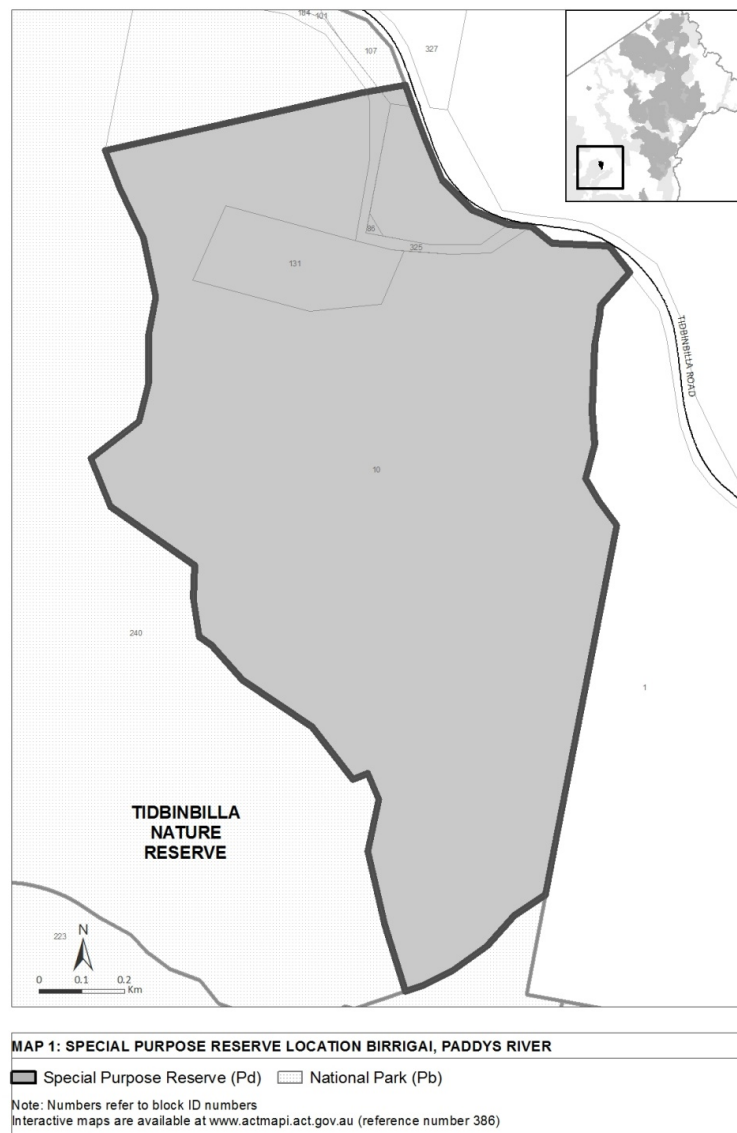 184
101
107
327
86
325
131
TIDBINBILLA ROAD
10
240
1
TIDBINBILLA
NATURE
RESERVE
223
N
0 0.1 0.2
Km
MAP 1: SPECIAL PURPOSE RESERVE LOCATION BIRRIGAI, PADDYS RIVER
Special Purpose Reserve (Pd) National Park (Pb)
Note: Numbers refer to block ID numbers
Interactive maps are available at www.actmapi.act.gov.au (reference number 386)